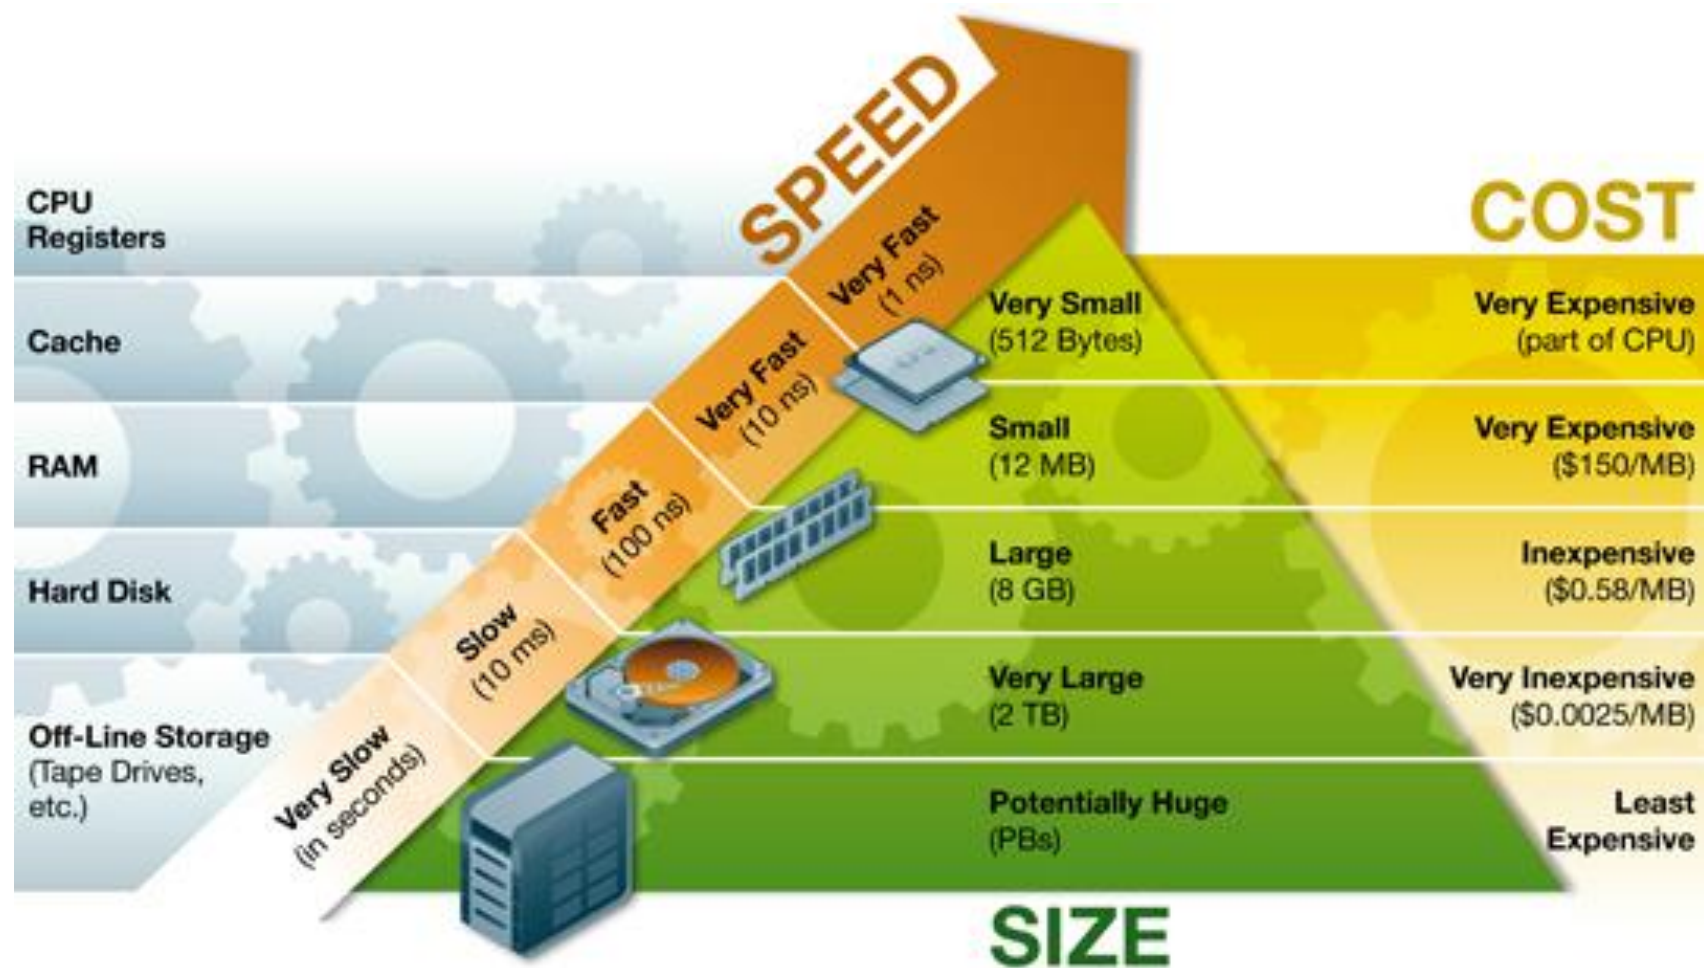 SPEED
COST
CPU
Registers
Very Fast
(1 ns)
Very Small
(512 Bytes)
Very Expensive
(part of CPU)
Cache
Very Fast
(10 ns)
Small
(12 MB)
Very Expensive
($150/MB)
RAM
Fast
(100 ns)
Large
(8 GB)
Inexpensive
($0.58/MB)
Hard Disk
Slow
(10 ms)
Very Large
(2 TB)
Very Inexpensive
($0.0025/MB)
Off-Line Storage
(Tape Drives,
etc.)
Very Slow
(in seconds)
Potentially Huge
(PBs)
Least
Expensive
SIZE